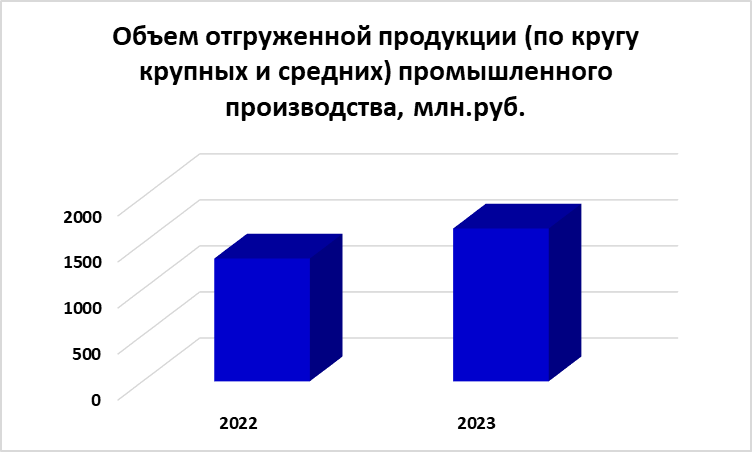 Объем отгруженной продукции (по кругу
крупных и средних) промышленного
производства, млн.руб.
2000
1500
1000
500
0
2022
2023